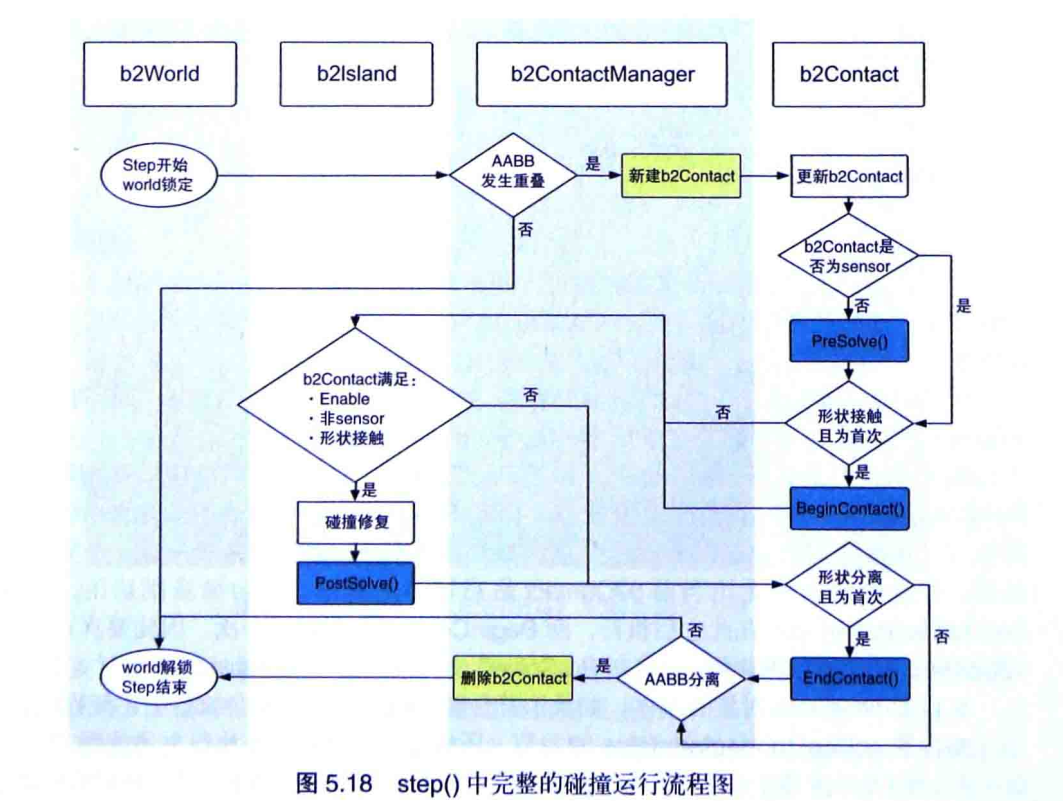 b2World
b2Island
b2ContactManager
b2Contact
Step开始
world锁定
AABB
发生重叠
是
新建b2Contact
更新b2Contact
否
b2Contact是
否为sensor
是
否
PreSolve()
b2Contact满足：
·Enable
·非sensor
·形状接触
否
否
形状接触
且为首次
是
是
碰撞修复
BeginContact()
PostSolve()
形状分离
且为首次
否
是
否
world解锁
Step结束
是
删除b2Contact
AABB分离
EndContact()
图 5.18 step() 中完整的碰撞运行流程图